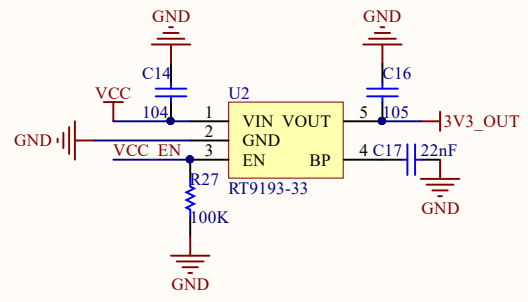 GND GND
C14 C16
VCC U2
104 1 VIN VOUT 5 105 3V3_OUT
GND 2 GND
VCC_EN 3 EN BP 4 C17 22nF
R27 RT9193-33
100K GND
GND